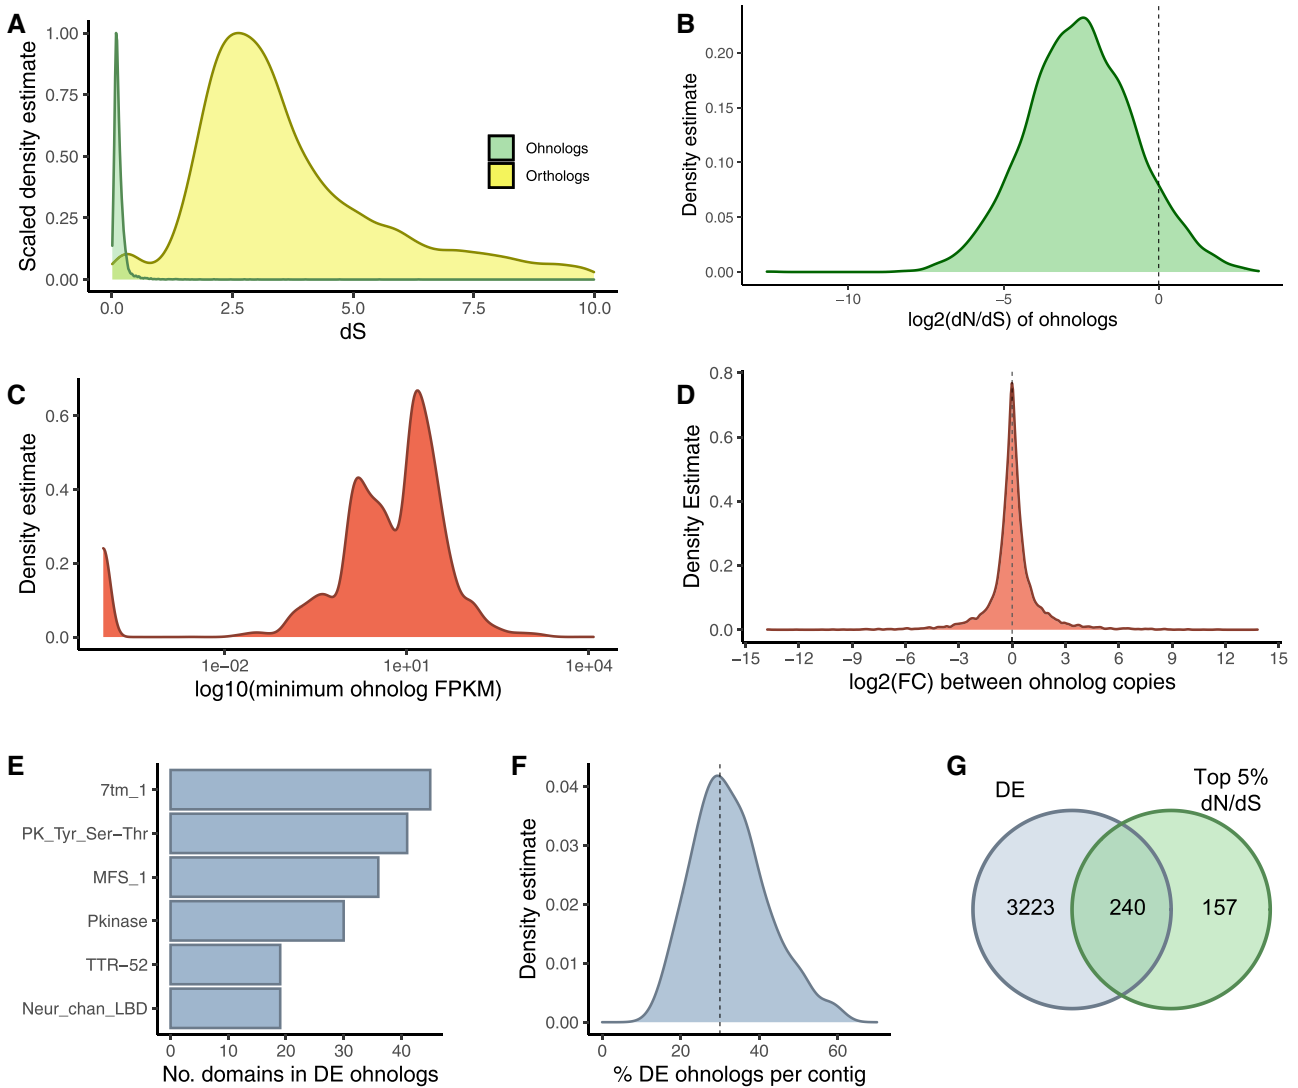 A
Scaled density estimate
1.00
0.75
0.50
0.25
0.00
0.0 2.5 5.0 7.5 10.0
dS
Ohnologs
Orthologs
B
Density estimate
0.20
0.15
0.10
0.05
0.00
−10 −5 0
log2(dN/dS) of ohnologs
C
Density estimate
0.6
0.4
0.2
0.0
1e−02 1e+01 1e+04
log10(minimum ohnolog FPKM)
D
Density Estimate
0.8
0.6
0.4
0.2
0.0
−15 −12 −9 −6 −3 0 3 6 9 12 15
log2(FC) between ohnolog copies
E
7tm_1
PK_Tyr_Ser−Thr
MFS_1
Pkinase
TTR−52
Neur_chan_LBD
0 10 20 30 40
No. domains in DE ohnologs
F
Density estimate
0.04
0.03
0.02
0.01
0.00
0 20 40 60
% DE ohnologs per contig
G
DE
Top 5%
dN/dS
3223 240 157